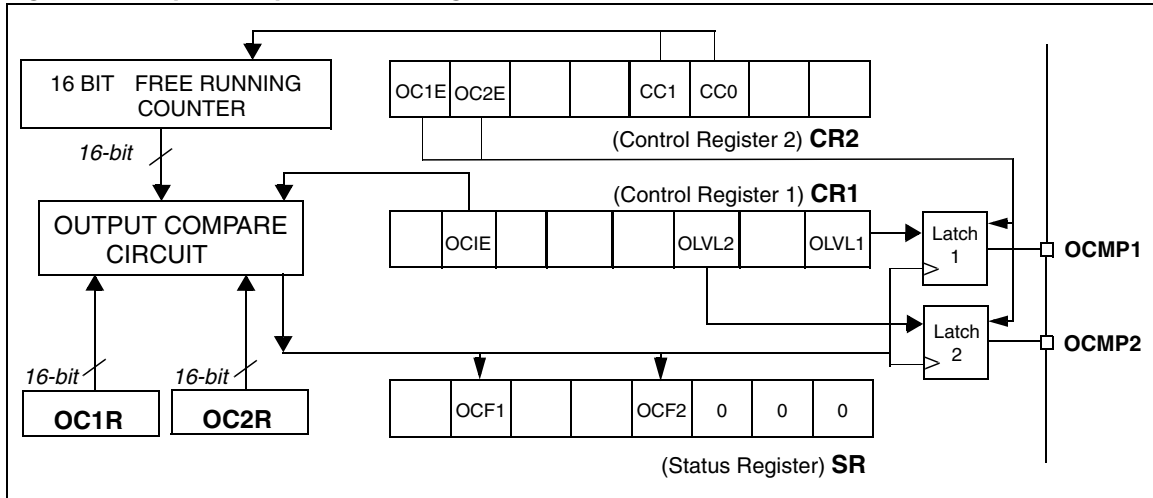 16 BIT FREE RUNNING
COUNTER
OC1E OC2E CC1 CC0
(Control Register 2) CR2
16-bit
(Control Register 1) CR1
OUTPUT COMPARE
CIRCUIT
OCIE OLVL2 OLVL1
Latch
1
OCMP1
Latch
2
OCMP2
16-bit 16-bit
OC1R OC2R
OCF1 OCF2 0 0 0
(Status Register) SR